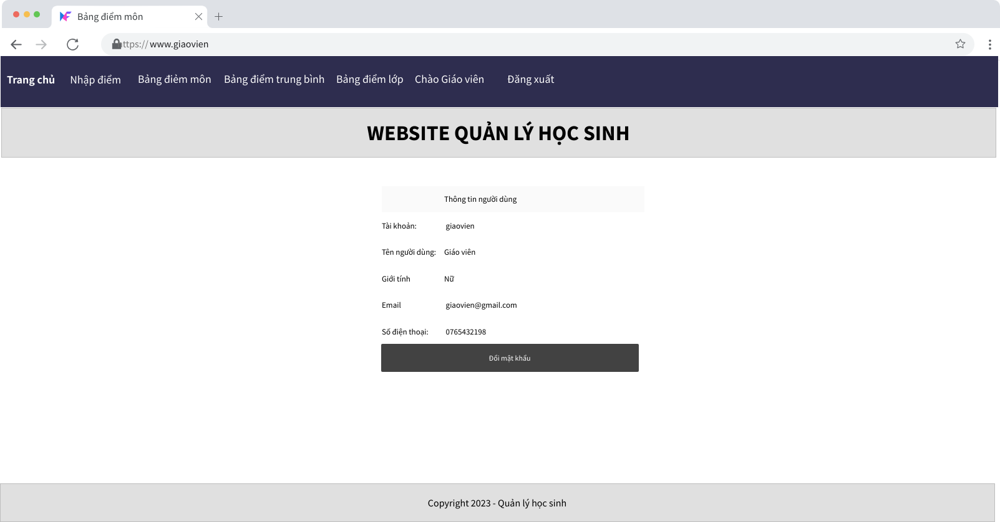 Bảng điểm môn
ttps:// www.giaovien
Trang chủ Nhập điểm Bảng điẻm môn Bảng điểm trung bình Bảng điểm lớp Chào Giáo viên Đăng xuất
WEBSITE QUẢN LÝ HỌC SINH
Thông tin người dùng
Tài khoản: giaovien
Tên người dùng: Giáo viên
Giới tính Nữ
Email giaovien@gmail.com
Số điện thoại: 0765432198
Đổi mật khẩu
Copyright 2023 - Quản lý học sinh